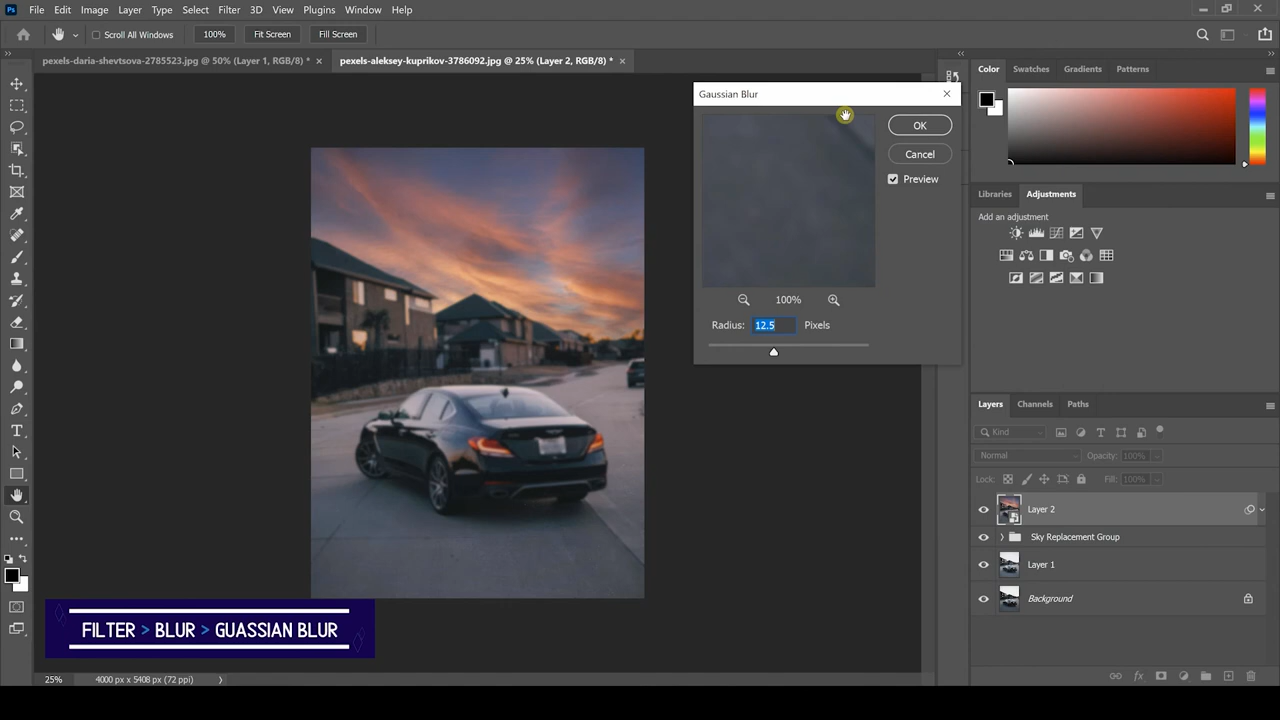 Ps File Edit Image Layer Type Select Filter 3D View Plugins Window Help
Scroll All Windows 100% Fit Screen Fill Screen
pexels-daria-shevtsova-2785523.jpg @ 50% (Layer 1, RGB/8) * × pexels-aleksey-kuprikov-3786092.jpg @ 25% (Layer 2, RGB/8) * ×
Color Swatches Gradients Patterns
Gaussian Blur
OK
Cancel
Preview
100%
Radius: 12.5 Pixels
Libraries Adjustments
Add an adjustment
Layers Channels Paths
Kind
Normal Opacity: 100%
Lock: Fill: 100%
Layer 2
Sky Replacement Group
Layer 1
Background
FILTER > BLUR > GUASSIAN BLUR
25% 4000 px x 5408 px (72 ppi)